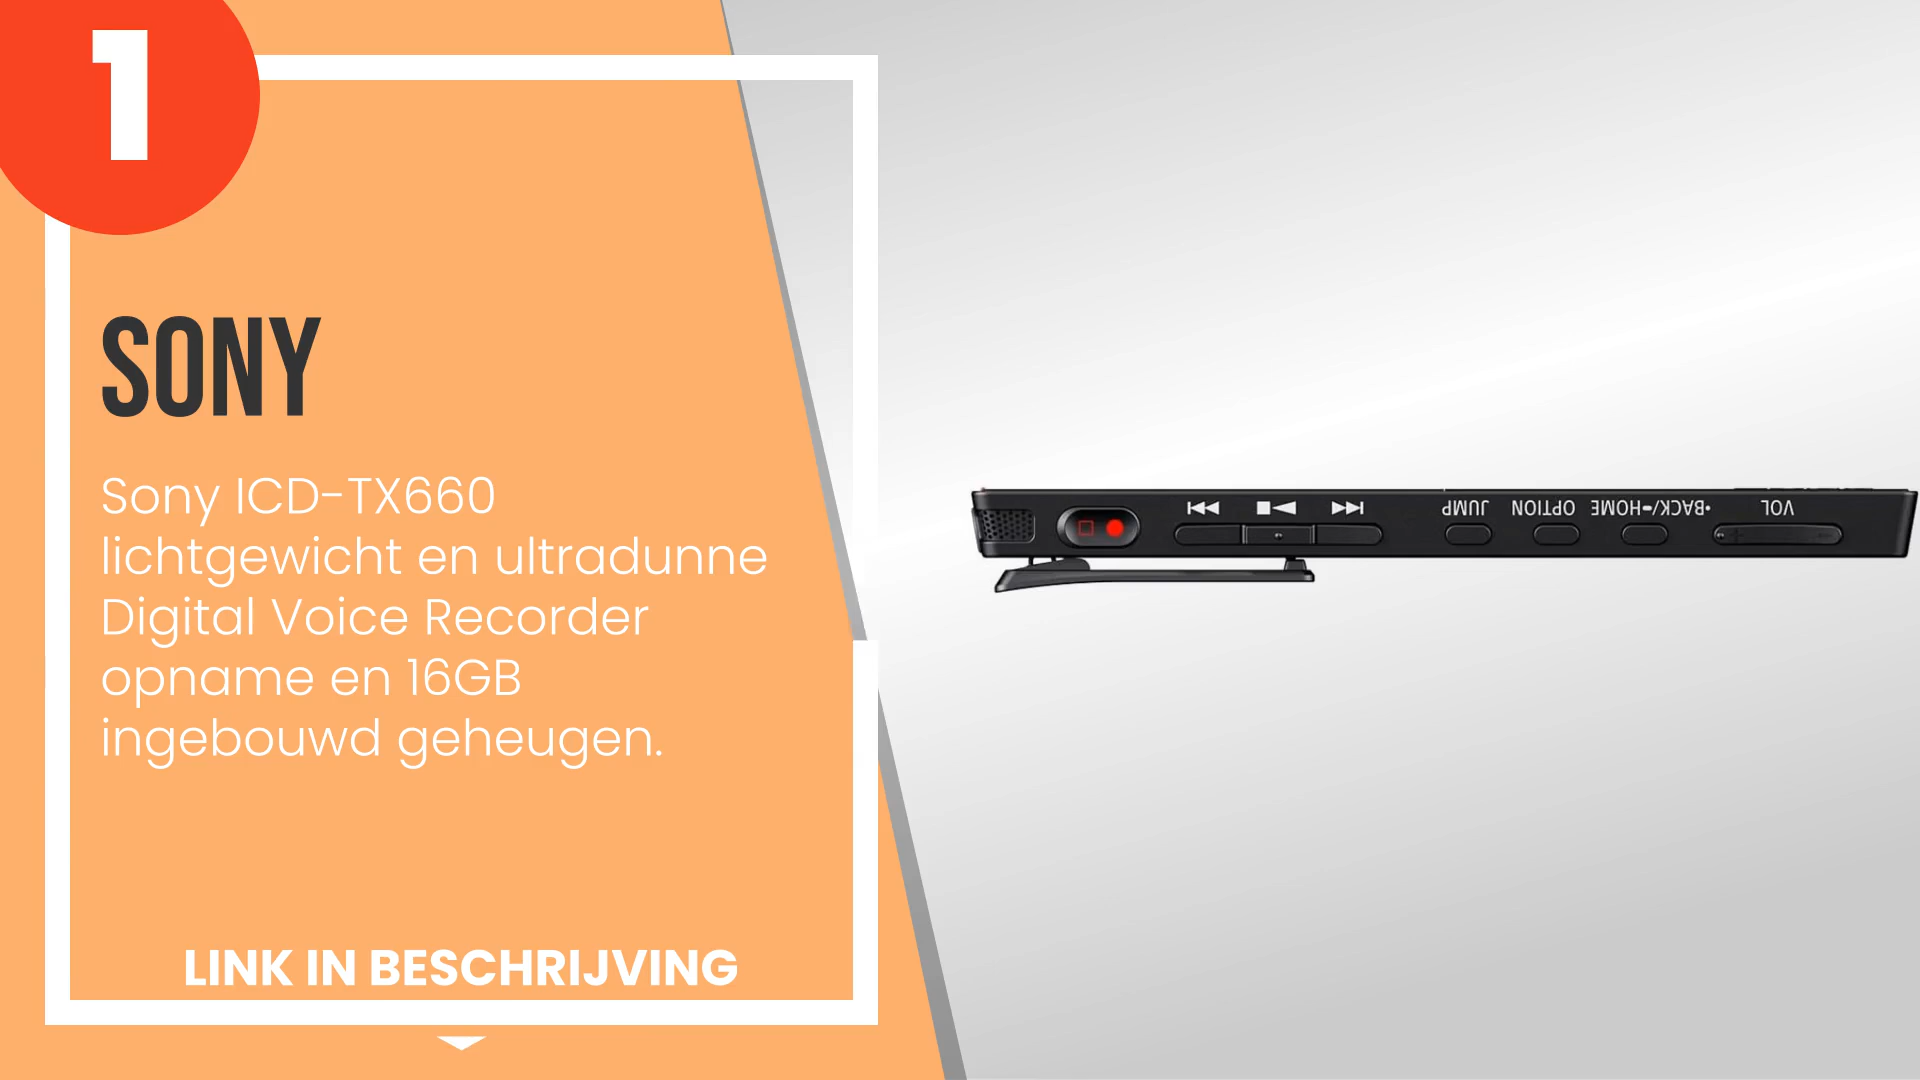 1
SONY
Sony ICD-TX660
lichtgewicht en ultradunne
Digital Voice Recorder
opname en 16GB
ingebouwd geheugen.
LINK IN BESCHRIJVING
JUMP
OPTION
•BACK/•-HOME
VOL